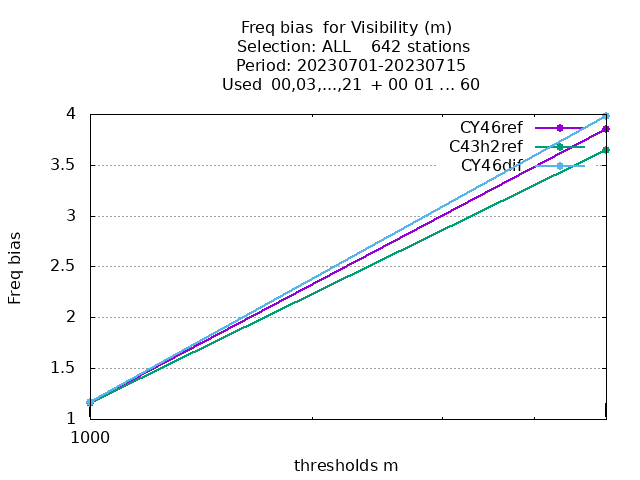 Freq bias  for Visibility (m)
Selection: ALL    642 stations
Period: 20230701-20230715
Used  00,03,...,21  + 00 01 ... 60
4
3.5
3
2.5
2
1.5
1
Freq bias
CY46ref
C43h2ref
CY46dif
1000
thresholds m